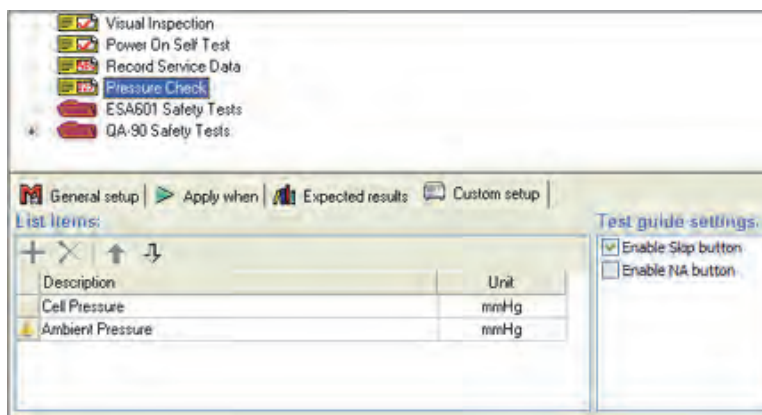 Visual Inspection
Power On Self Test
Record Service Data
Pressure Check
ESA601 Safety Tests
QA-90 Safety Tests
General setup Apply when Expected results Custom setup
List Items: Test guide settings:
Enable Skip button
Enable NA button
Description Unit
Cell Pressure mmHg
Ambient Pressure mmHg